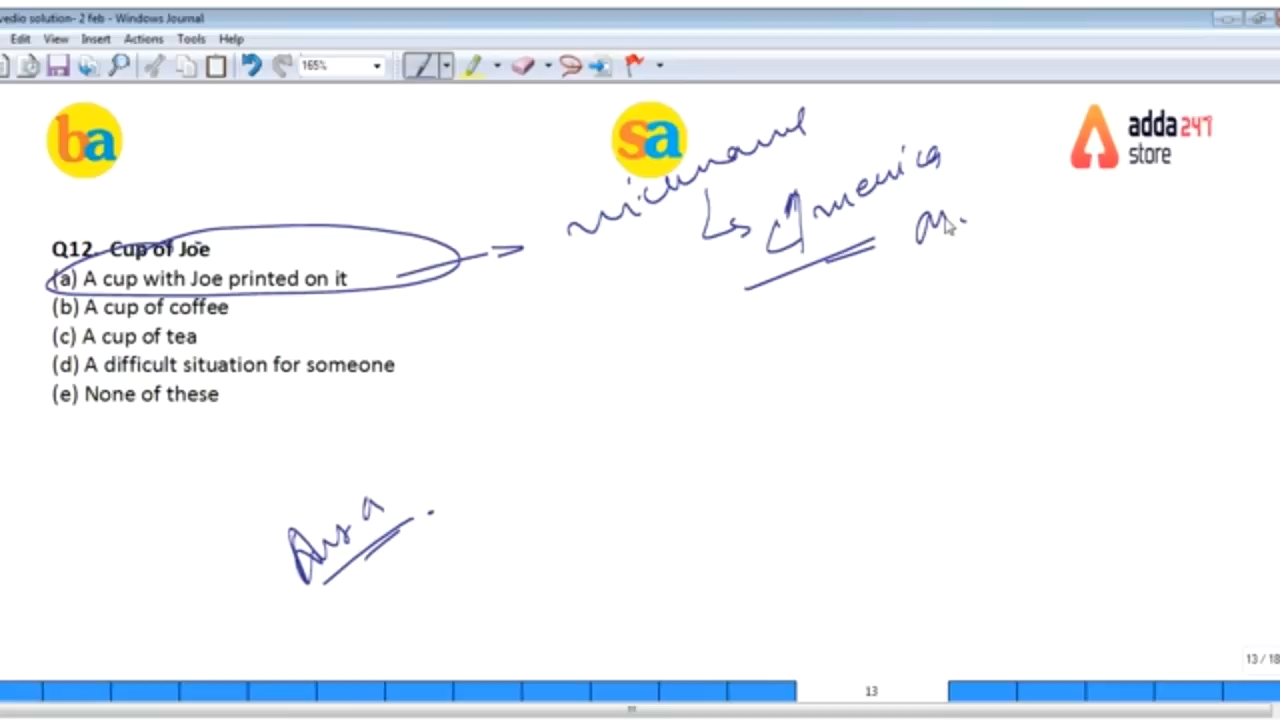 vedio solution- 2 feb - Windows Journal
Edit View Insert Actions Tools Help
165%
ba
sa
adda247
store
nickname
America
Q12. Cup of Joe
(a) A cup with Joe printed on it
(b) A cup of coffee
(c) A cup of tea
(d) A difficult situation for someone
(e) None of these
Ans a
13 / 18
13